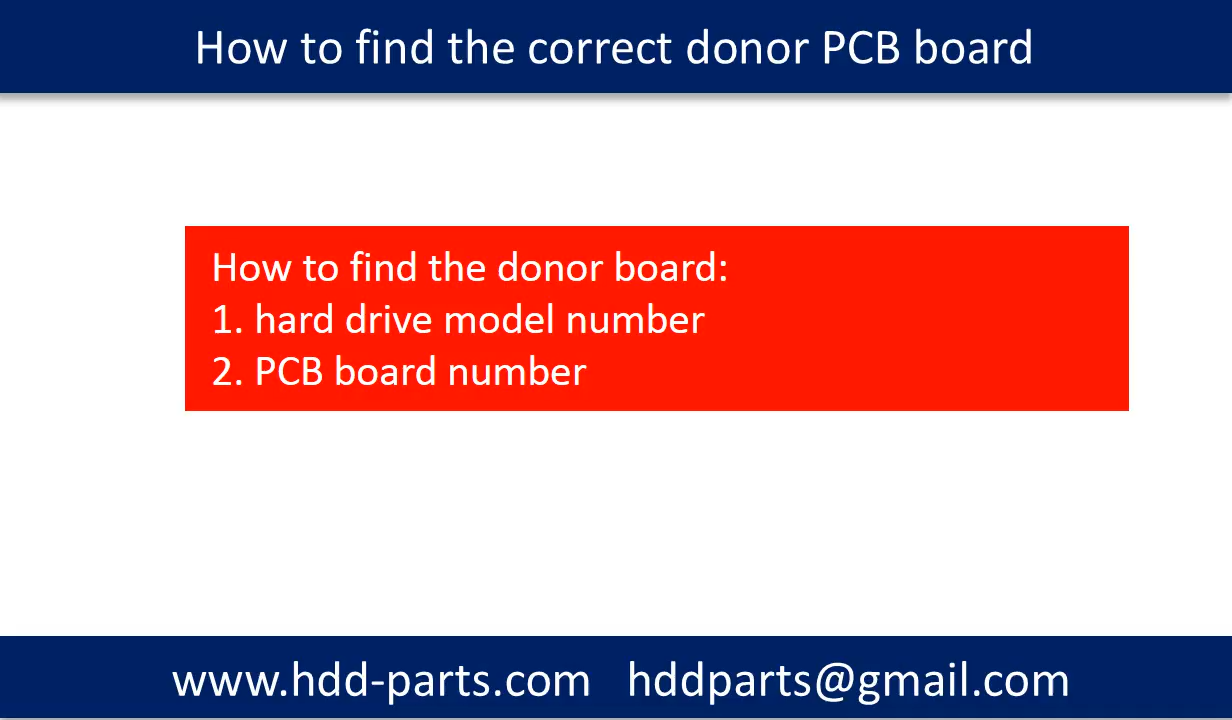 How to find the correct donor PCB board
How to find the donor board:
1. hard drive model number
2. PCB board number
www.hdd-parts.com hddparts@gmail.com